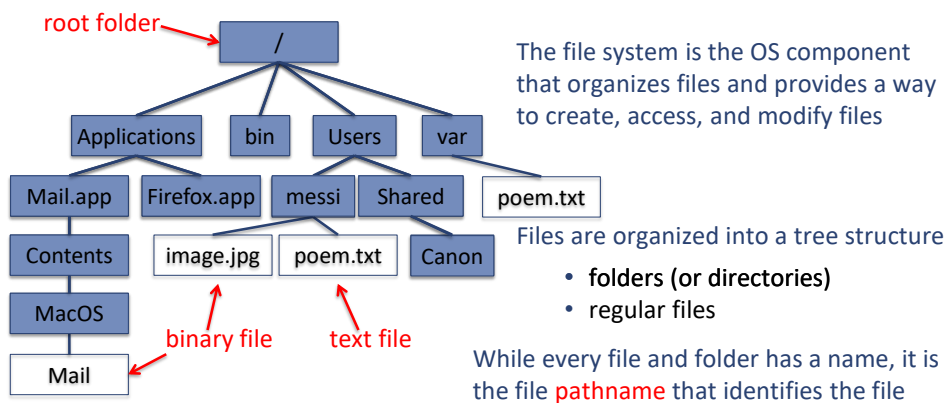 root folder
/
The file system is the OS component
that organizes files and provides a way
to create, access, and modify files
Applications
bin
Users
var
Mail.app
Firefox.app
messi
Shared
poem.txt
Files are organized into a tree structure
Contents
image.jpg
poem.txt
Canon
• folders (or directories)
• regular files
MacOS
binary file
text file
Mail
While every file and folder has a name, it is
the file pathname that identifies the file